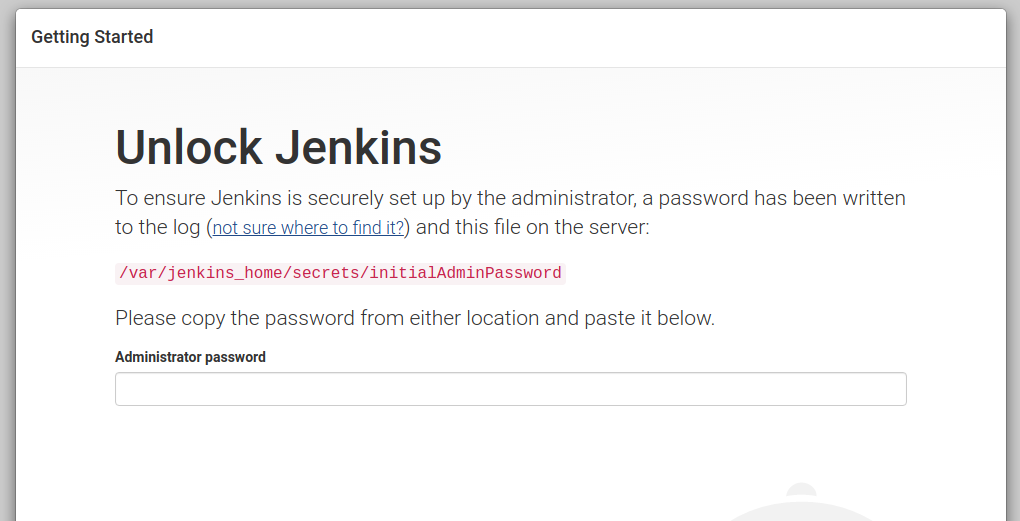 Getting Started
Unlock Jenkins
To ensure Jenkins is securely set up by the administrator, a password has been written
to the log (not sure where to find it?) and this file on the server:
/var/jenkins_home/secrets/initialAdminPassword
Please copy the password from either location and paste it below.
Administrator password